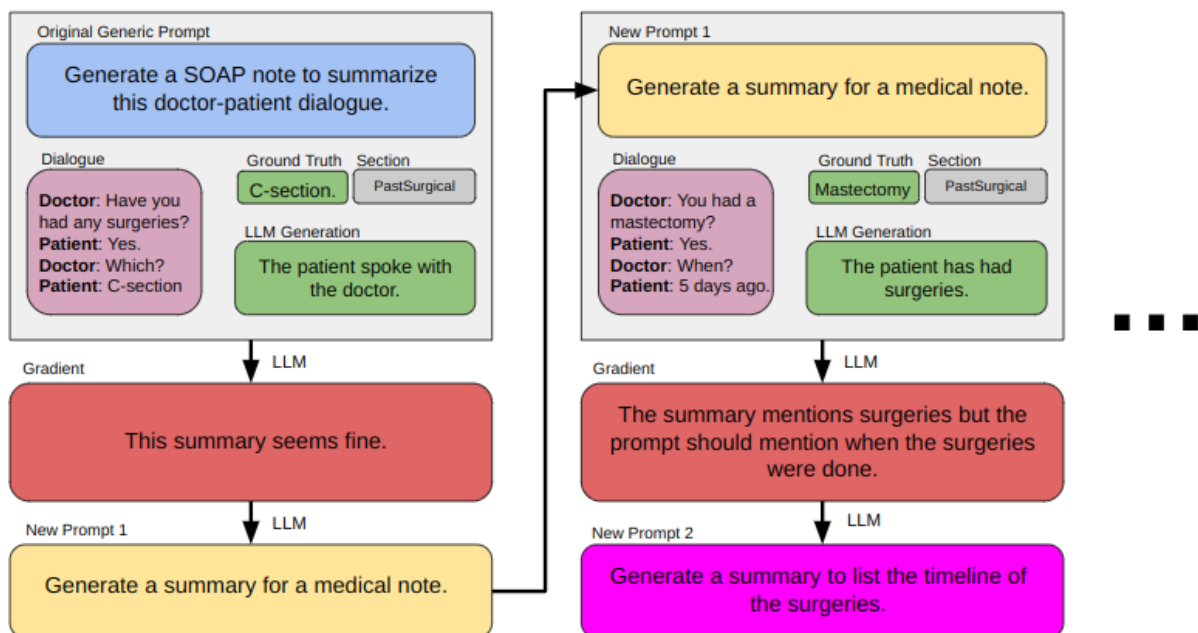 Original Generic Prompt
Generate a SOAP note to summarize
this doctor-patient dialogue.
Dialogue
Doctor: Have you
had any surgeries?
Patient: Yes.
Doctor: Which?
Patient: C-section
Ground Truth
C-section.
Section
PastSurgical
LLM Generation
The patient spoke with
the doctor.
LLM
Gradient
This summary seems fine.
LLM
New Prompt 1
Generate a summary for a medical note.
New Prompt 1
Generate a summary for a medical note.
Dialogue
Doctor: You had a
mastectomy?
Patient: Yes.
Doctor: When?
Patient: 5 days ago.
Ground Truth
Mastectomy
Section
PastSurgical
LLM Generation
The patient has had
surgeries.
LLM
Gradient
The summary mentions surgeries but the
prompt should mention when the surgeries
were done.
LLM
New Prompt 2
Generate a summary to list the timeline of
the surgeries.
...